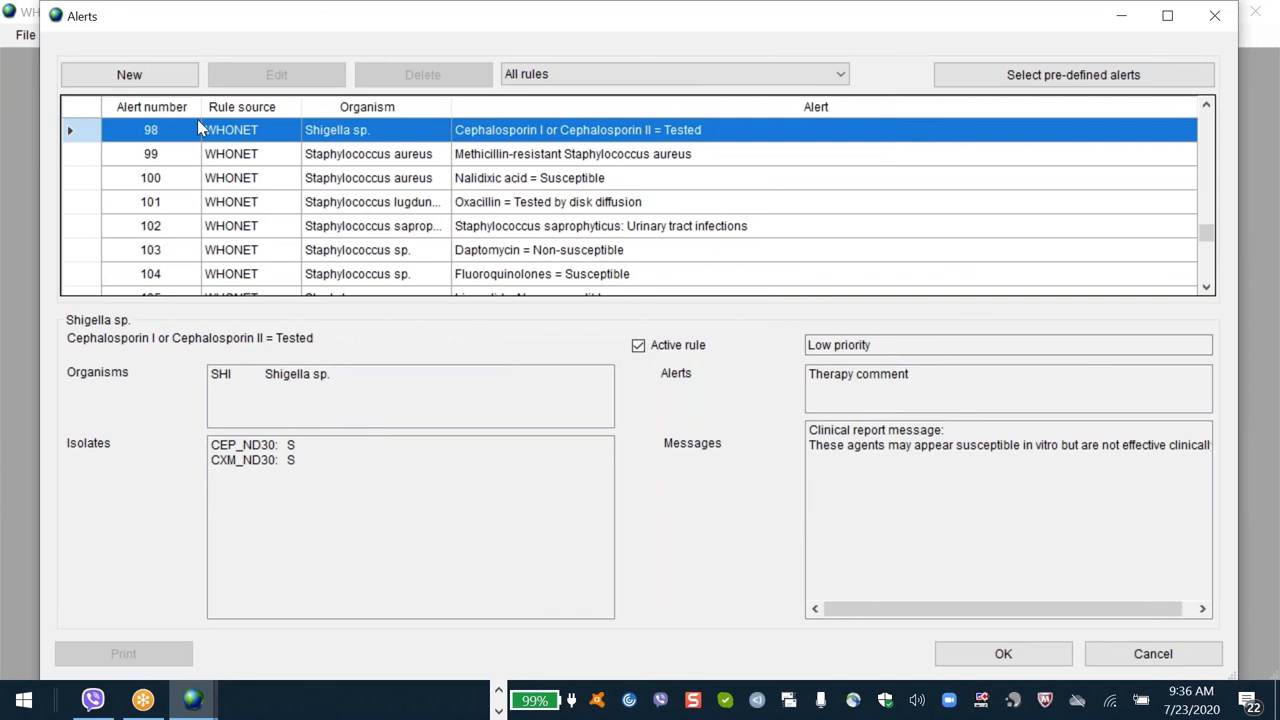 WH
Alerts
File
New
Edit
Delete
All rules
Select pre-defined alerts
Alert number
Rule source
Organism
Alert
98 WHONET Shigella sp. Cephalosporin I or Cephalosporin II = Tested
99 WHONET Staphylococcus aureus Methicillin-resistant Staphylococcus aureus
100 WHONET Staphylococcus aureus Nalidixic acid = Susceptible
101 WHONET Staphylococcus lugdun... Oxacillin = Tested by disk diffusion
102 WHONET Staphylococcus saprop... Staphylococcus saprophyticus: Urinary tract infections
103 WHONET Staphylococcus sp. Daptomycin = Non-susceptible
104 WHONET Staphylococcus sp. Fluoroquinolones = Susceptible
Shigella sp.
Cephalosporin I or Cephalosporin II = Tested
Active rule
Low priority
Organisms
SHI Shigella sp.
Alerts
Therapy comment
Isolates
CEP_ND30: S
CXM_ND30: S
Messages
Clinical report message:
These agents may appear susceptible in vitro but are not effective clinicall
Print
OK
Cancel
99%
9:36 AM
7/23/2020
22